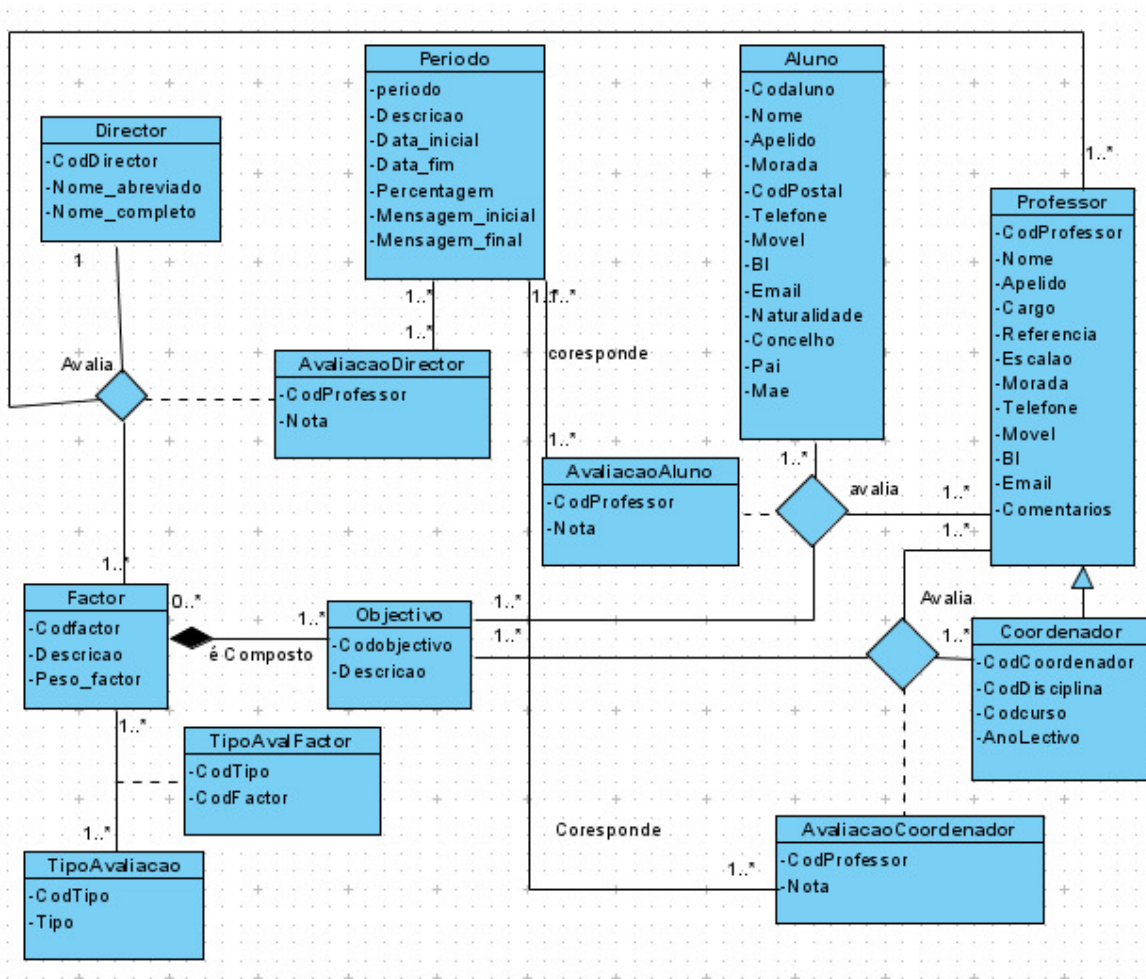 Periodo
-periodo
-Descricao
-Data_inicial
-Data_fim
-Percentagem
-Mensagem_inicial
-Mensagem_final
Aluno
-Codaluno
-Nome
-Apelido
-Morada
-CodPostal
-Telefone
-Movel
-BI
-Email
-Naturalidade
-Concelho
-Pai
-Mae
Director
-CodDirector
-Nome_abreviado
-Nome_completo
1..*
Professor
-CodProfessor
-Nome
-Apelido
-Cargo
-Referencia
-Escalao
-Morada
-Telefone
-Movel
-BI
-Email
-Comentarios
1
1..*
1..*
1..*
coresponde
Avalia
AvaliacaoDirector
-CodProfessor
-Nota
1..*
AvaliacaoAluno
-CodProfessor
-Nota
1..*
avalia
1..*
1..*
1..*
Factor
-Codfactor
-Descricao
-Peso_factor
0..*
1..*
é Composto
Objectivo
-Codobjectivo
-Descricao
1..*
1..*
Avalia
1..*
Coordenador
-CodCoordenador
-CodDisciplina
-Codcurso
-AnoLectivo
1..*
TipoAvalFactor
-CodTipo
-CodFactor
1..*
TipoAvaliacao
-CodTipo
-Tipo
Coresponde
1..*
AvaliacaoCoordenador
-CodProfessor
-Nota